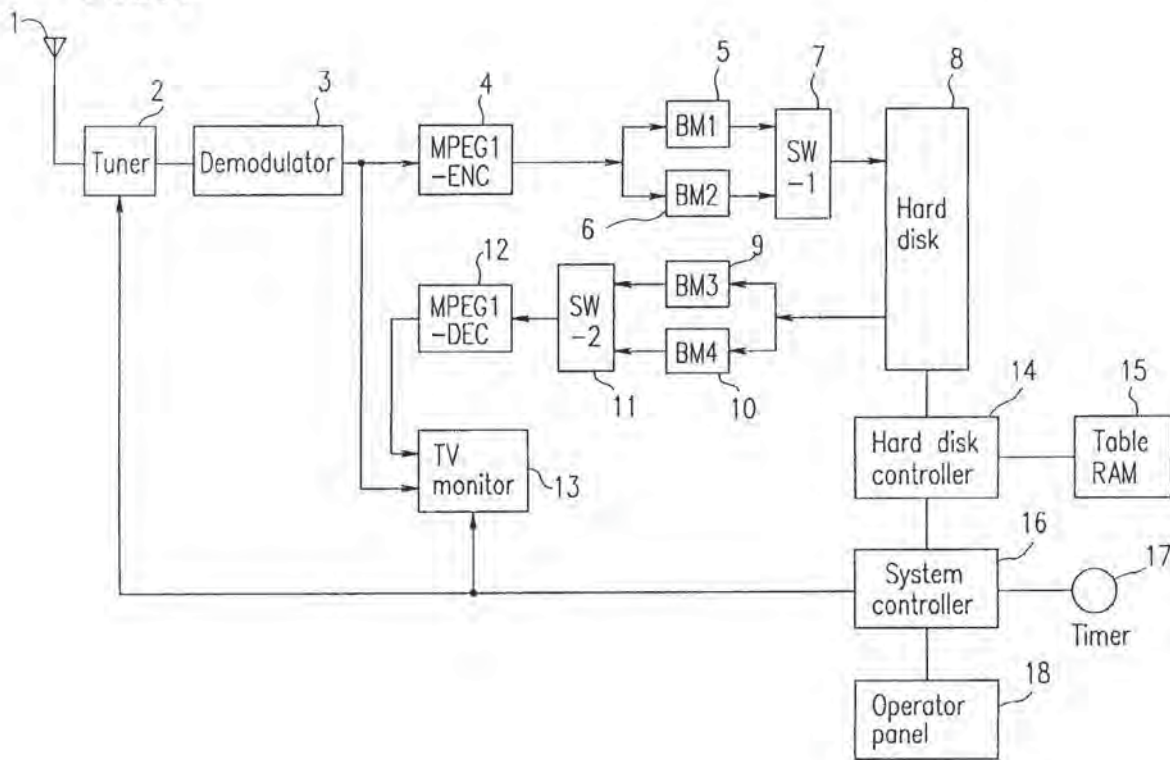 1
2
3
4
5
6
7
8
Tuner
Demodulator
MPEG1
-ENC
BM1
BM2
SW
-1
Hard
disk
9
10
11
12
MPEG1
-DEC
SW
-2
BM3
BM4
TV
monitor
13
14
15
Hard disk
controller
Table
RAM
16
17
System
controller
Timer
18
Operator
panel